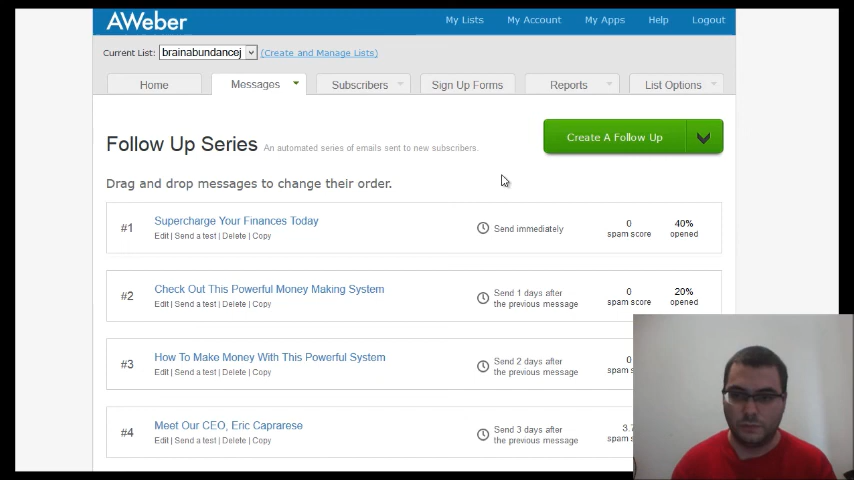 AWeber
My Lists My Account My Apps Help Logout
Current List: brainabundancej (Create and Manage Lists)
Home Messages Subscribers Sign Up Forms Reports List Options
Follow Up Series An automated series of emails sent to new subscribers.
Create A Follow Up
Drag and drop messages to change their order.
#1 Supercharge Your Finances Today
Edit | Send a test | Delete | Copy
Send immediately
0 spam score
40% opened
#2 Check Out This Powerful Money Making System
Edit | Send a test | Delete | Copy
Send 1 days after
the previous message
0 spam score
20% opened
#3 How To Make Money With This Powerful System
Edit | Send a test | Delete | Copy
Send 2 days after
the previous message
0
spam
#4 Meet Our CEO, Eric Caprarese
Edit | Send a test | Delete | Copy
Send 3 days after
the previous message
3.
spam